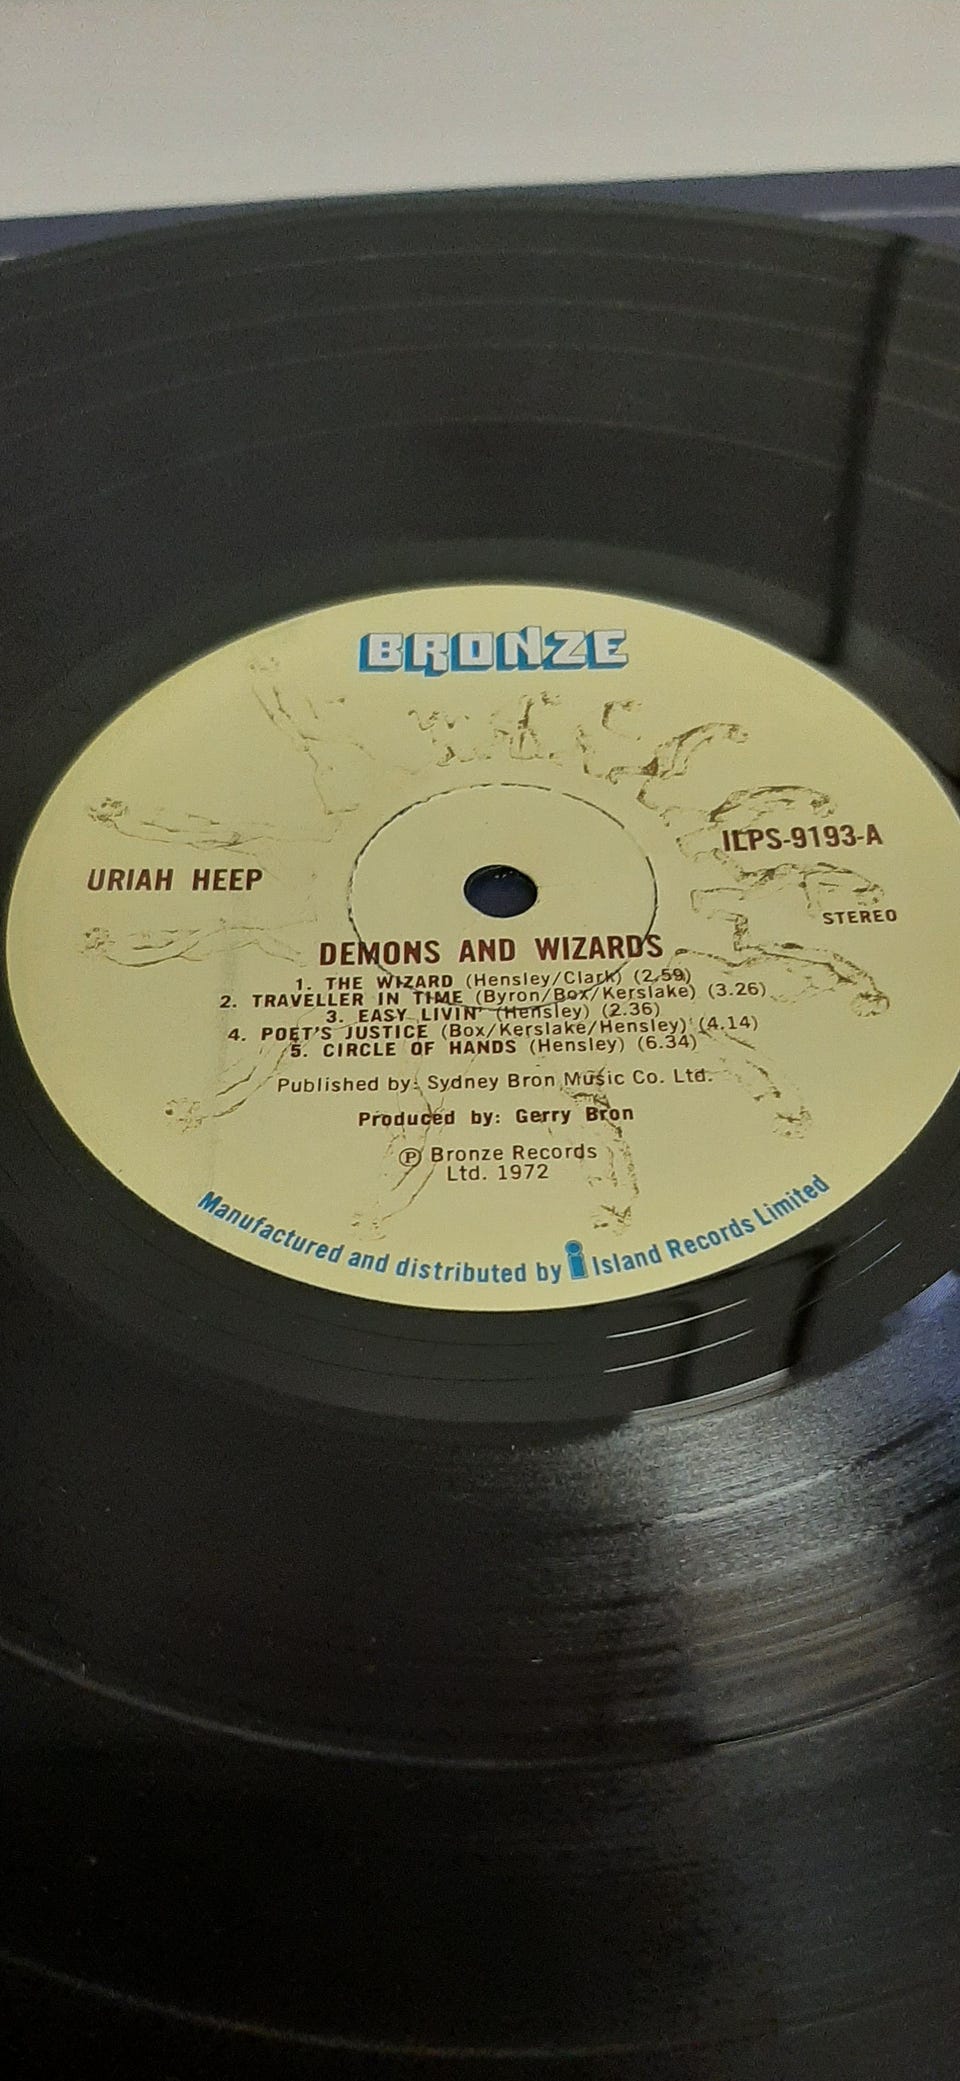 BRONZE
URIAH HEEP
ILPS-9193-A
STEREO
DEMONS AND WIZARDS
1. THE WIZARD (Hensley/Clark) (2.59)
2. TRAVELLER IN TIME (Byron/Box/Kerslake) (3.26)
3. EASY LIVIN' (Hensley) (2.36)
4. POET'S JUSTICE (Box/Kerslake/Hensley) (4.14)
5. CIRCLE OF HANDS (Hensley) (6.34)
Published by: Sydney Bron Music Co. Ltd.
Produced by: Gerry Bron
Ⓟ Bronze Records
Ltd. 1972
Manufactured and distributed by i Island Records Limited